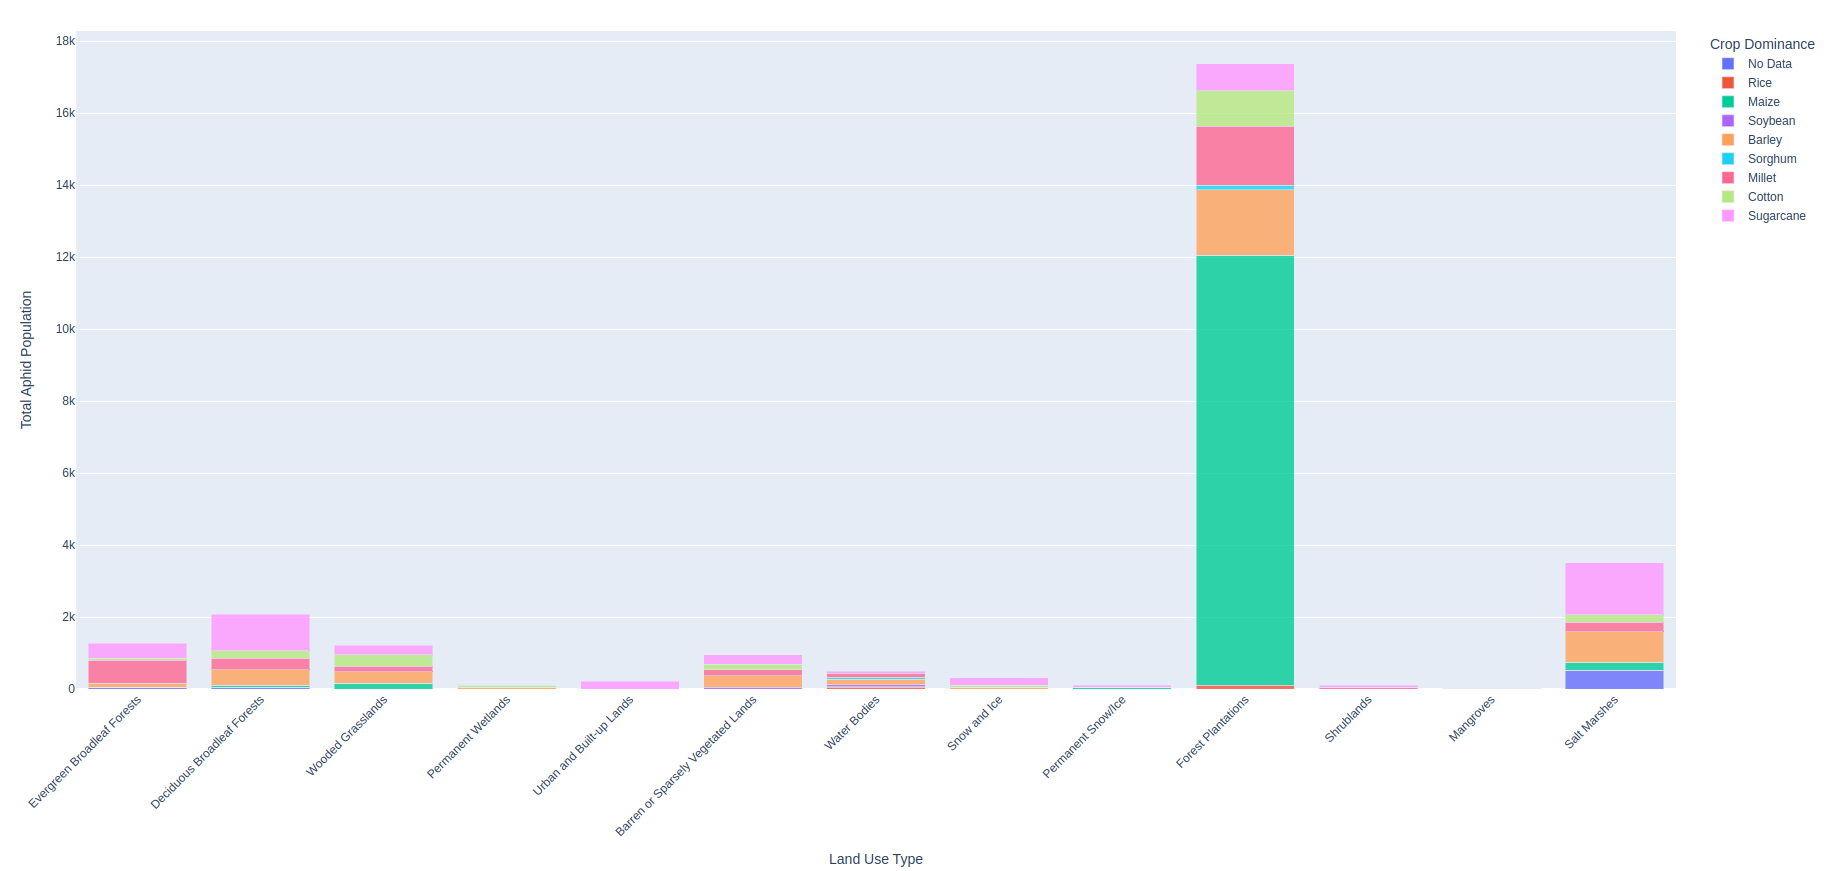 Crop Dominance
No Data
Rice
Maize
Soybean
Barley
Sorghum
Millet
Cotton
Sugarcane
Total Aphid Population
18k
16k
14k
12k
10k
8k
6k
4k
2k
0
Evergreen Broadleaf Forests
Deciduous Broadleaf Forests
Wooded Grasslands
Permanent Wetlands
Urban and Built-up Lands
Barren or Sparsely Vegetated Lands
Water Bodies
Snow and Ice
Permanent Snow/Ice
Forest Plantations
Shrublands
Mangroves
Salt Marshes
Land Use Type